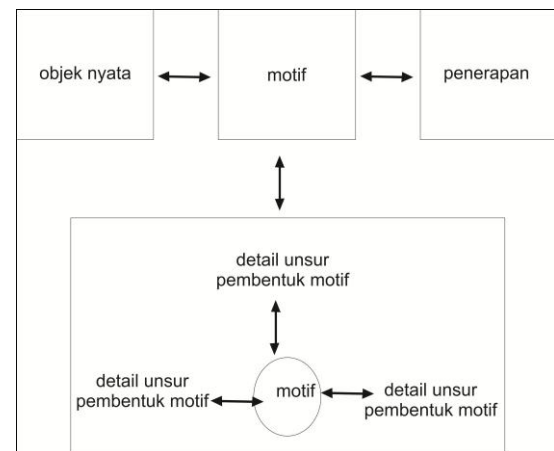 objek nyata
motif
penerapan
detail unsur
pembentuk motif
motif
detail unsur
pembentuk motif
detail unsur
pembentuk motif